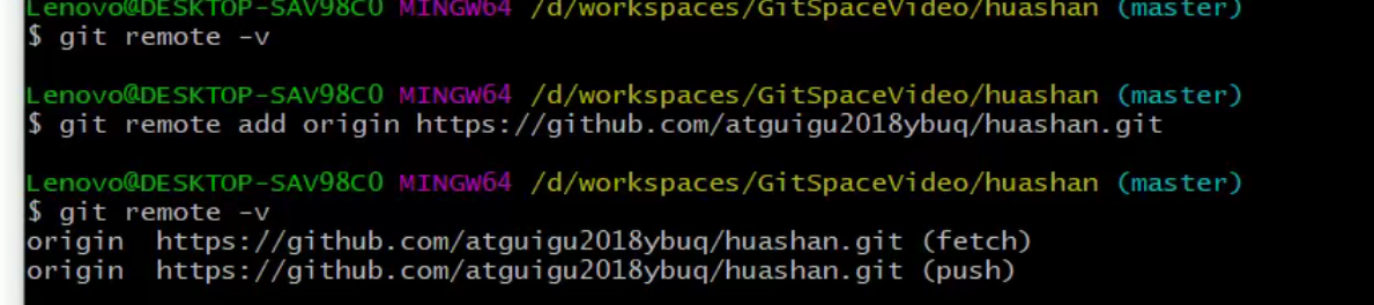 Lenovo@DESKTOP-SAV98C0 MINGW64 /d/workspaces/GitSpaceVideo/huashan (master)
$ git remote -v
Lenovo@DESKTOP-SAV98C0 MINGW64 /d/workspaces/GitSpaceVideo/huashan (master)
$ git remote add origin https://github.com/atguigu2018ybuq/huashan.git
Lenovo@DESKTOP-SAV98C0 MINGW64 /d/workspaces/GitSpaceVideo/huashan (master)
$ git remote -v
origin  https://github.com/atguigu2018ybuq/huashan.git (fetch)
origin  https://github.com/atguigu2018ybuq/huashan.git (push)